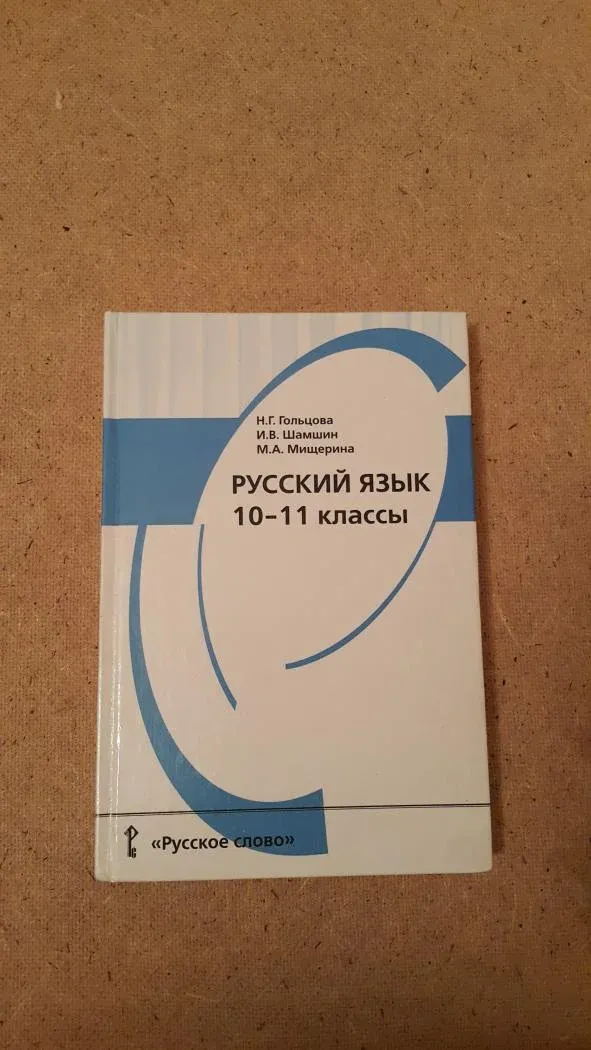 Н.Г. Гольцова
И.В. Шамшин
М.А. Мищерина
РУССКИЙ ЯЗЫК
10–11 классы
«Русское слово»